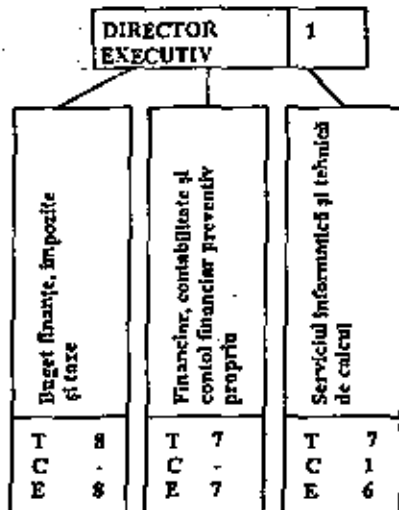 DIRECTOR 1
EXECUTIV
Buget finanțe, impozite
și taxe
Financiar, contabilitate și
contol financiar preventiv
propriu
Serviciul informatică și tehnică
de calcul
T 8
C -
E 8
T 7
C -
E 7
T 7
C 1
E 6